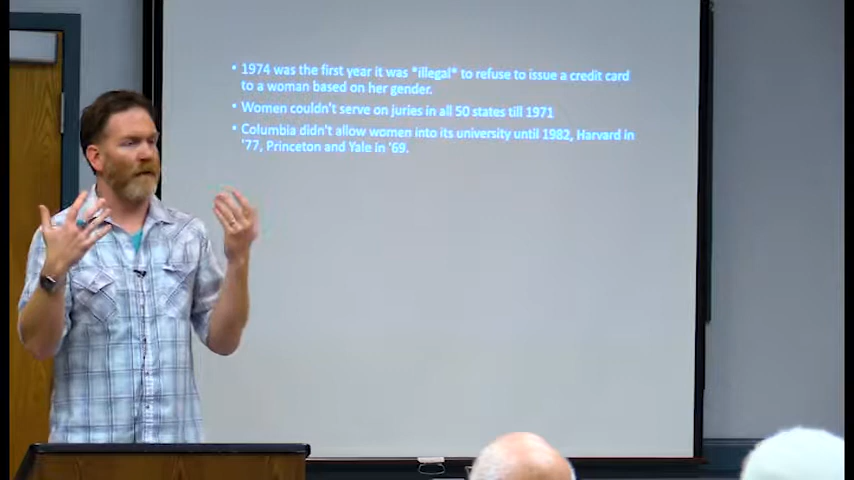 • 1974 was the first year it was *illegal* to refuse to issue a credit card
to a woman based on her gender.
• Women couldn't serve on juries in all 50 states till 1971
• Columbia didn't allow women into its university until 1982, Harvard in
'77, Princeton and Yale in '69.